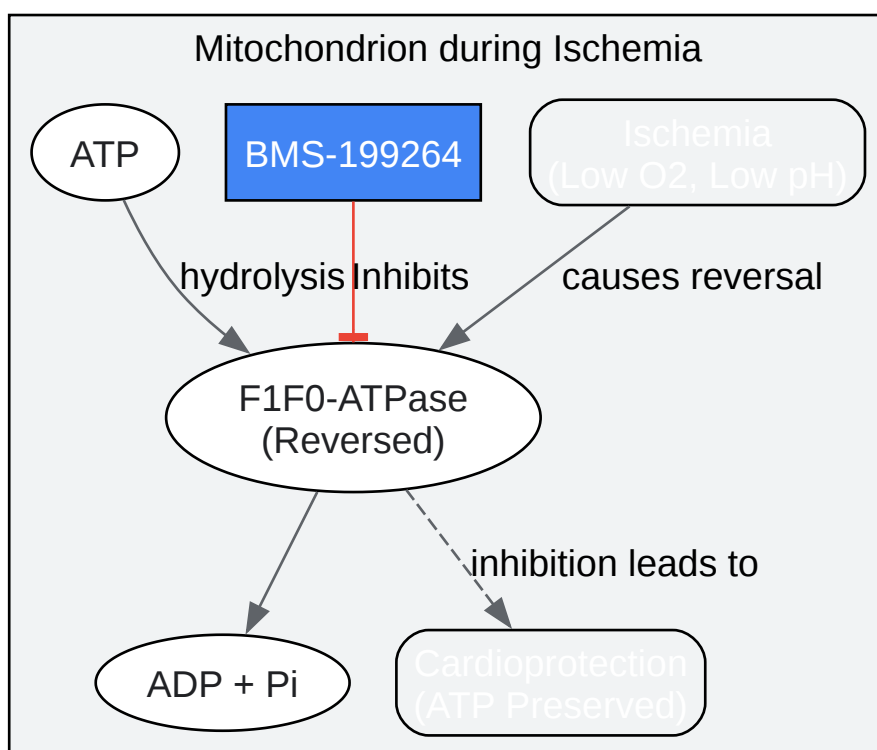 Mitochondrion during Ischemia
ATP
BMS-199264
Ischemia
(Low O2, Low pH)
hydrolysis
Inhibits
causes reversal
F1F0-ATPase
(Reversed)
inhibition leads to
ADP + Pi
Cardioprotection
(ATP Preserved)